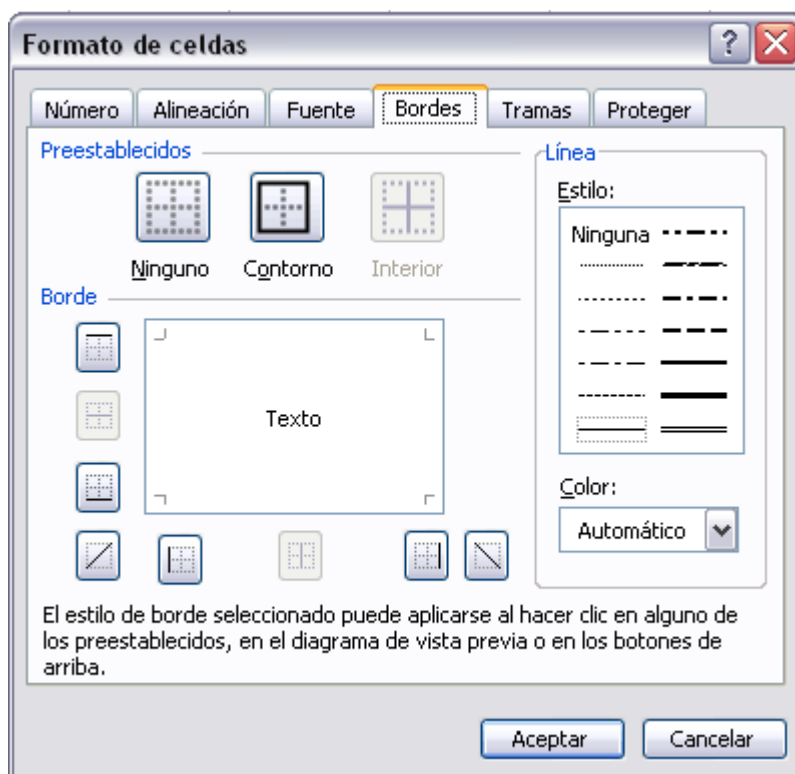 Formato de celdas
Número Alineación Fuente Bordes Tramas Proteger
Preestablecidos
Ninguno Contorno Interior
Borde
Texto
Línea
Estilo:
Ninguna
Color:
Automático
El estilo de borde seleccionado puede aplicarse al hacer clic en alguno de
los preestablecidos, en el diagrama de vista previa o en los botones de
arriba.
Aceptar Cancelar